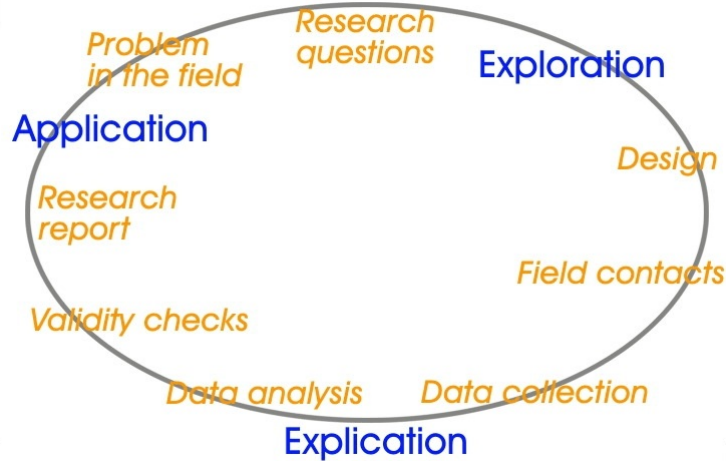 Research
questions
Problem
in the field
Exploration
Application
Design
Research
report
Field contacts
Validity checks
Data analysis
Data collection
Explication